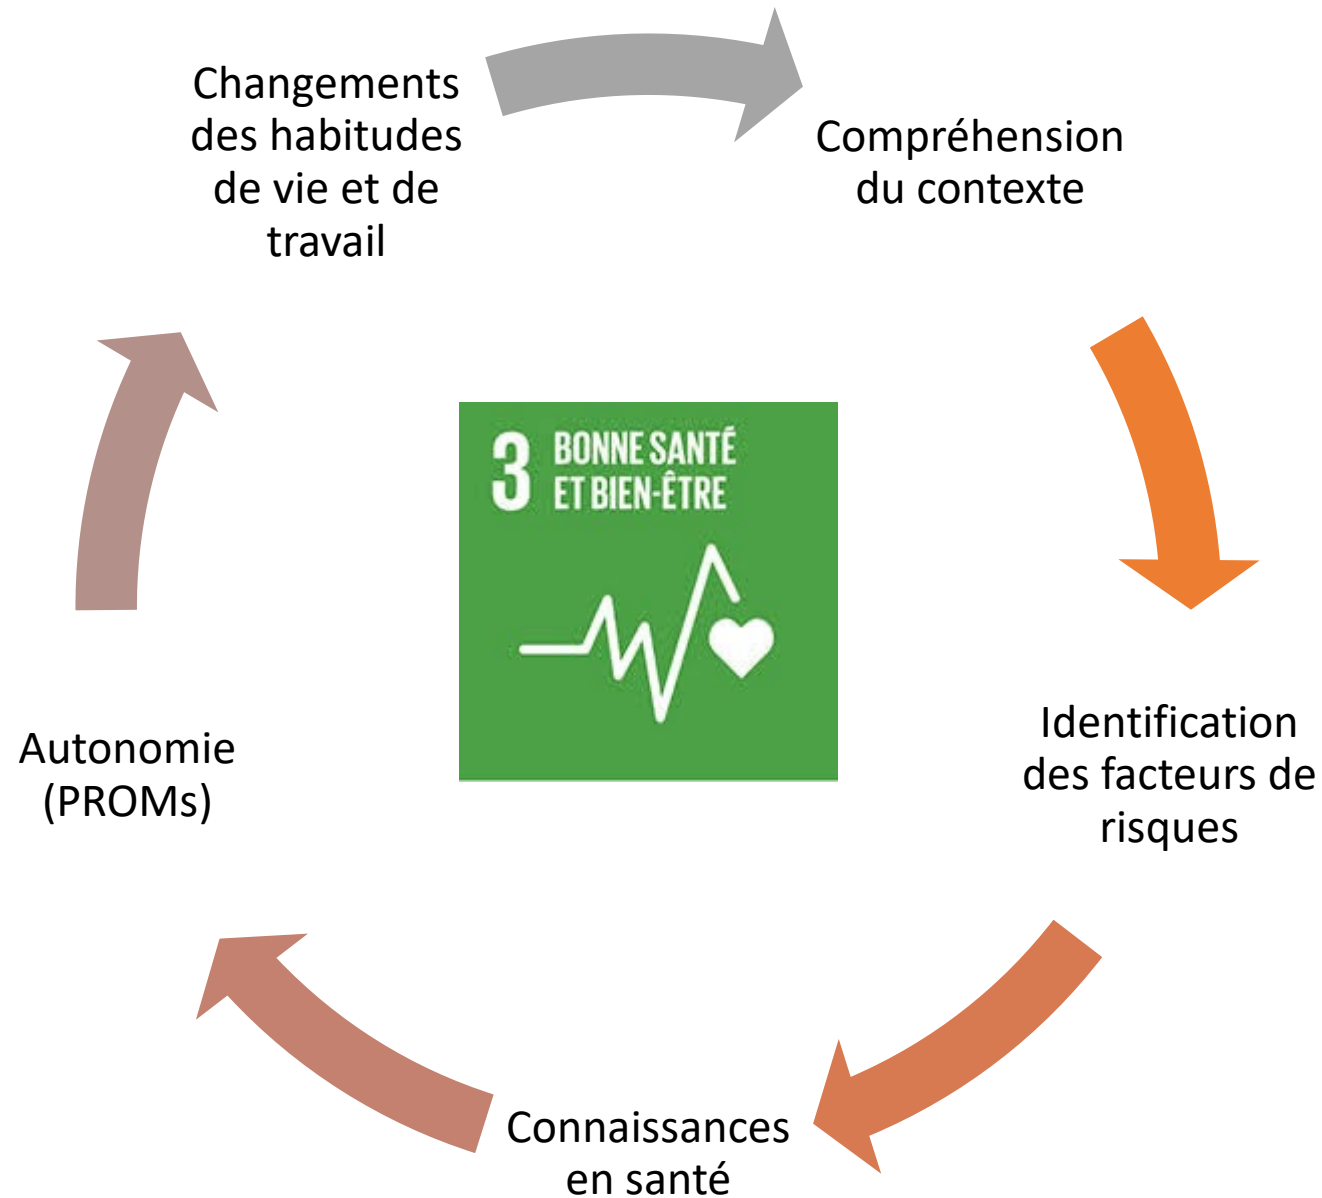 Changements
des habitudes
de vie et de
travail
Compréhension
du contexte
3 BONNE SANTÉ
ET BIEN-ÊTRE
Identification
des facteurs de
risques
Autonomie
(PROMs)
Connaissances
en santé